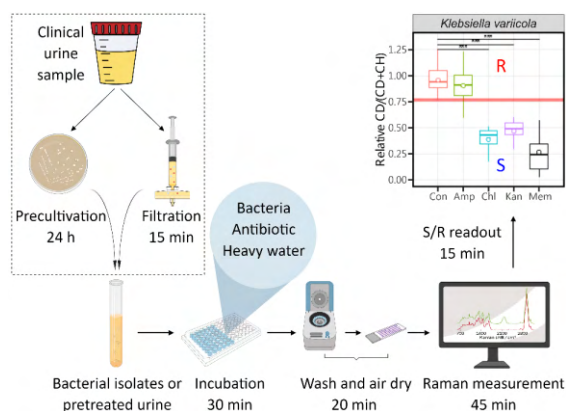 Clinical
urine
sample
Precultivation
24 h
Filtration
15 min
Bacteria
Antibiotic
Heavy water
Bacterial isolates or
pretreated urine
Incubation
30 min
Wash and air dry
20 min
Raman measurement
45 min
S/R readout
15 min
Klebsiella variicola
Relative CD/(CD+CH)
1.25
1.00
0.75
0.50
0.25
0.00
R
S
Con Amp Chl Kan Mem